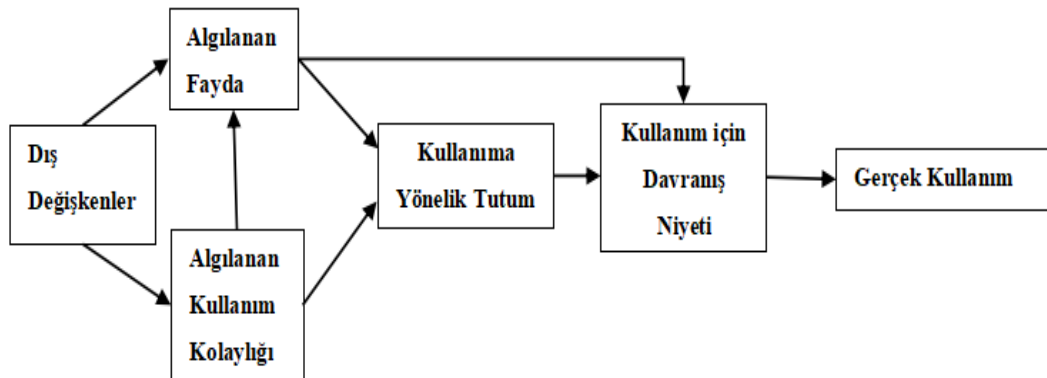 Algılanan
Fayda
Dış
Değişkenler
Algılanan
Kullanım
Kolaylığı
Kullanıma
Yönelik Tutum
Kullanım için
Davranış
Niyeti
Gerçek Kullanım